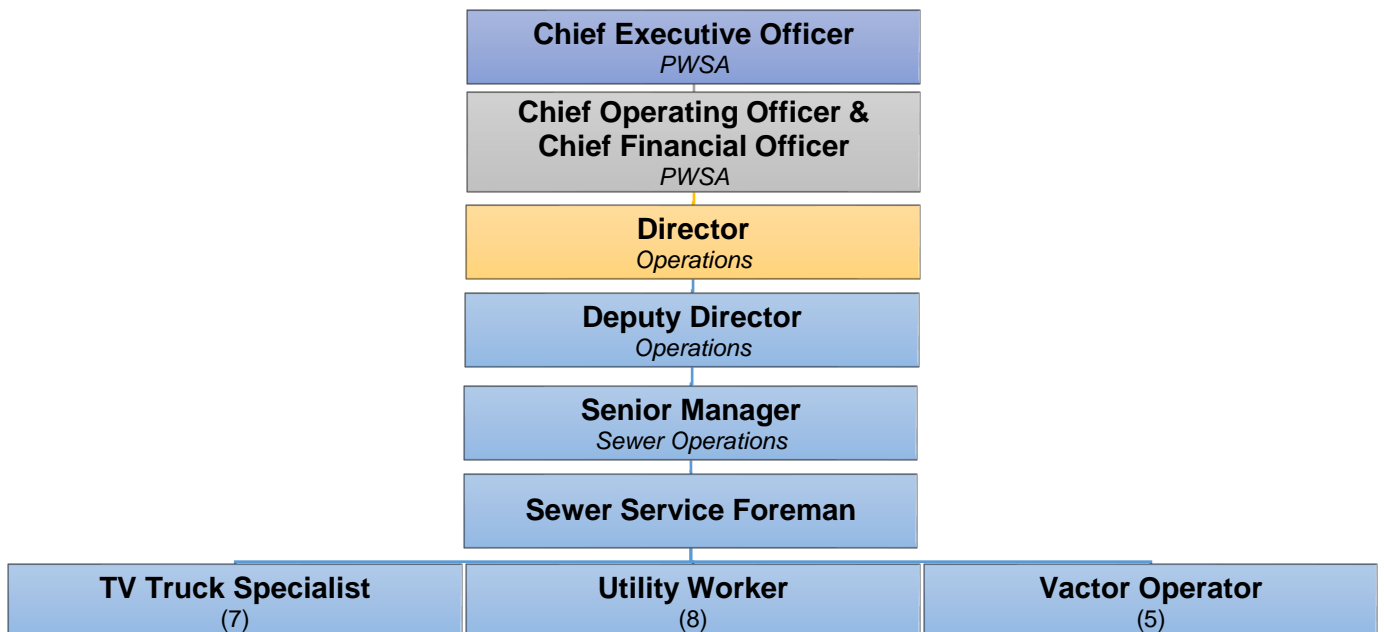 Chief Executive Officer
PWSA
Chief Operating Officer &
Chief Financial Officer
PWSA
Director
Operations
Deputy Director
Operations
Senior Manager
Sewer Operations
Sewer Service Foreman
TV Truck Specialist
(7)
Utility Worker
(8)
Vactor Operator
(5)